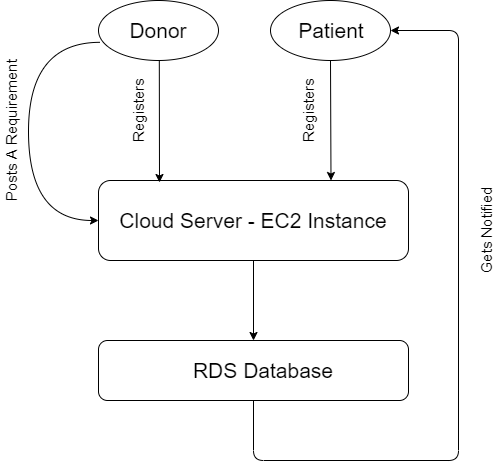 Donor
Patient
Posts A Requirement
Registers
Registers
Cloud Server - EC2 Instance
Gets Notified
RDS Database